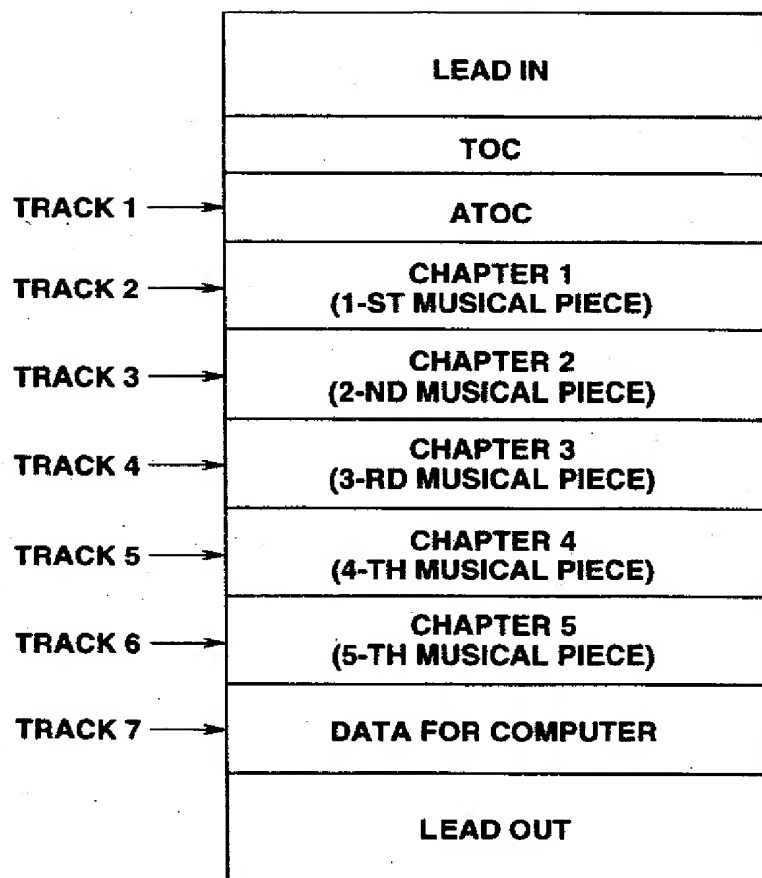 LEAD IN
TOC
TRACK 1
ATOC
TRACK 2
CHAPTER 1
(1-ST MUSICAL PIECE)
TRACK 3
CHAPTER 2
(2-ND MUSICAL PIECE)
TRACK 4
CHAPTER 3
(3-RD MUSICAL PIECE)
TRACK 5
CHAPTER 4
(4-TH MUSICAL PIECE)
TRACK 6
CHAPTER 5
(5-TH MUSICAL PIECE)
TRACK 7
DATA FOR COMPUTER
LEAD OUT